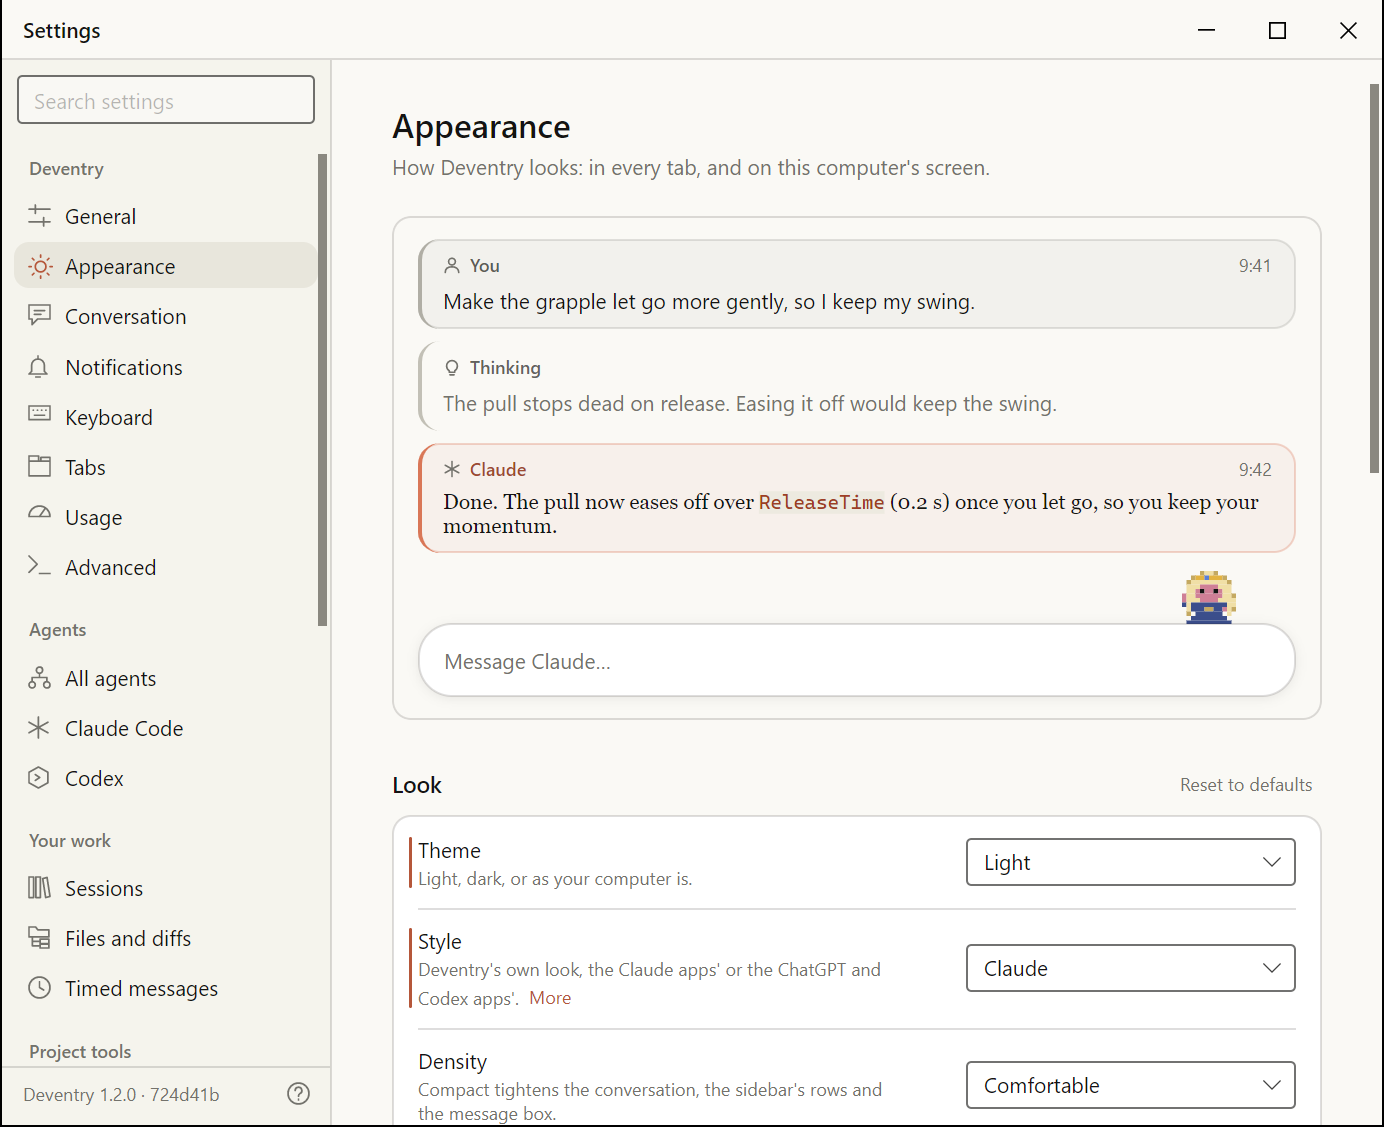 Settings
Search settings
Deventry
General
Appearance
Conversation
Notifications
Keyboard
Tabs
Usage
Advanced
Agents
All agents
Claude Code
Codex
Your work
Sessions
Files and diffs
Timed messages
Project tools
Deventry 1.2.0 · 724d41b
Appearance
How Deventry looks: in every tab, and on this computer's screen.
You 9:41
Make the grapple let go more gently, so I keep my swing.
Thinking
The pull stops dead on release. Easing it off would keep the swing.
Claude 9:42
Done. The pull now eases off over ReleaseTime (0.2 s) once you let go, so you keep your
momentum.
Message Claude...
Look Reset to defaults
Theme
Light, dark, or as your computer is.
Light
Style
Deventry's own look, the Claude apps' or the ChatGPT and
Codex apps'. More
Claude
Density
Compact tightens the conversation, the sidebar's rows and
the message box.
Comfortable